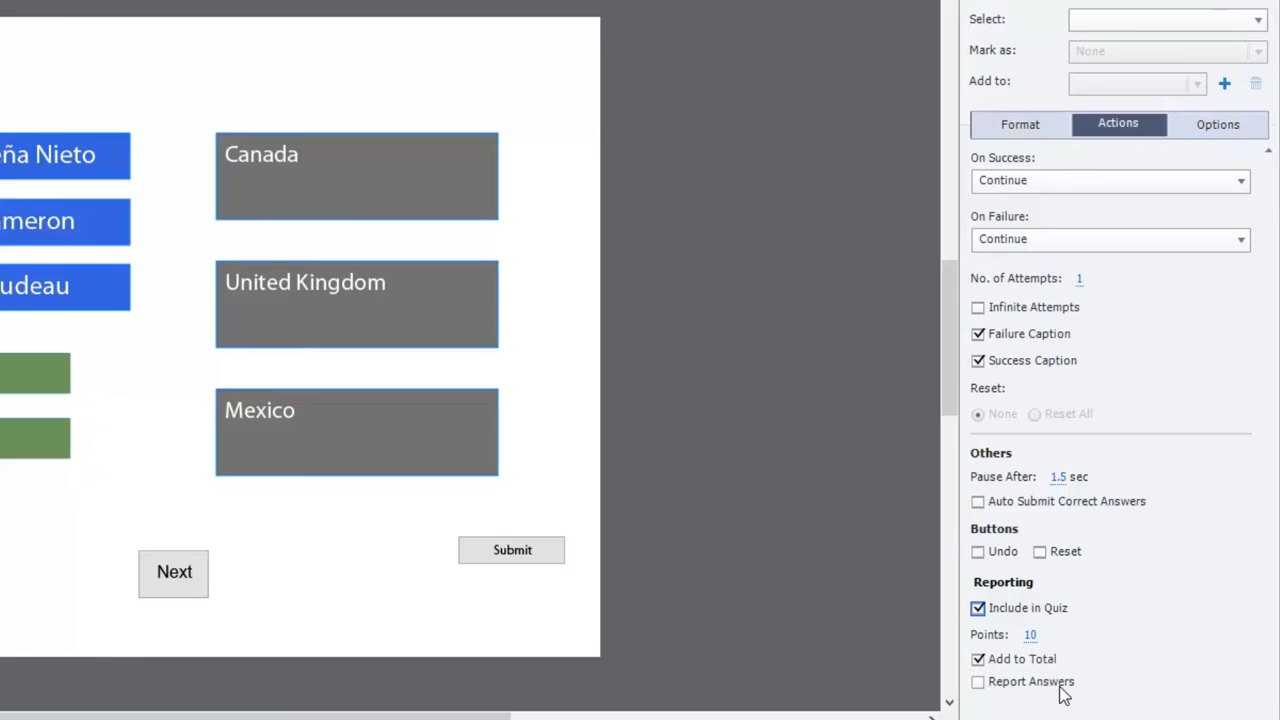 Select:
Mark as: None
Add to:
Format Actions Options
On Success:
Continue
On Failure:
Continue
No. of Attempts: 1
Infinite Attempts
Failure Caption
Success Caption
Reset:
None Reset All
Others
Pause After: 1.5 sec
Auto Submit Correct Answers
Buttons
Undo Reset
Reporting
Include in Quiz
Points: 10
Add to Total
Report Answers
eña Nieto
meron
udeau
Canada
United Kingdom
Mexico
Submit
Next